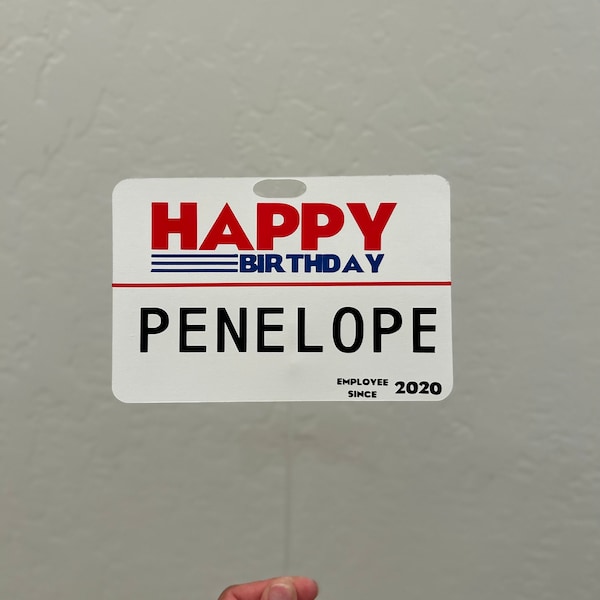 HAPPY
BIRTHDAY
PENELOPE
EMPLOYEE
SINCE 2020